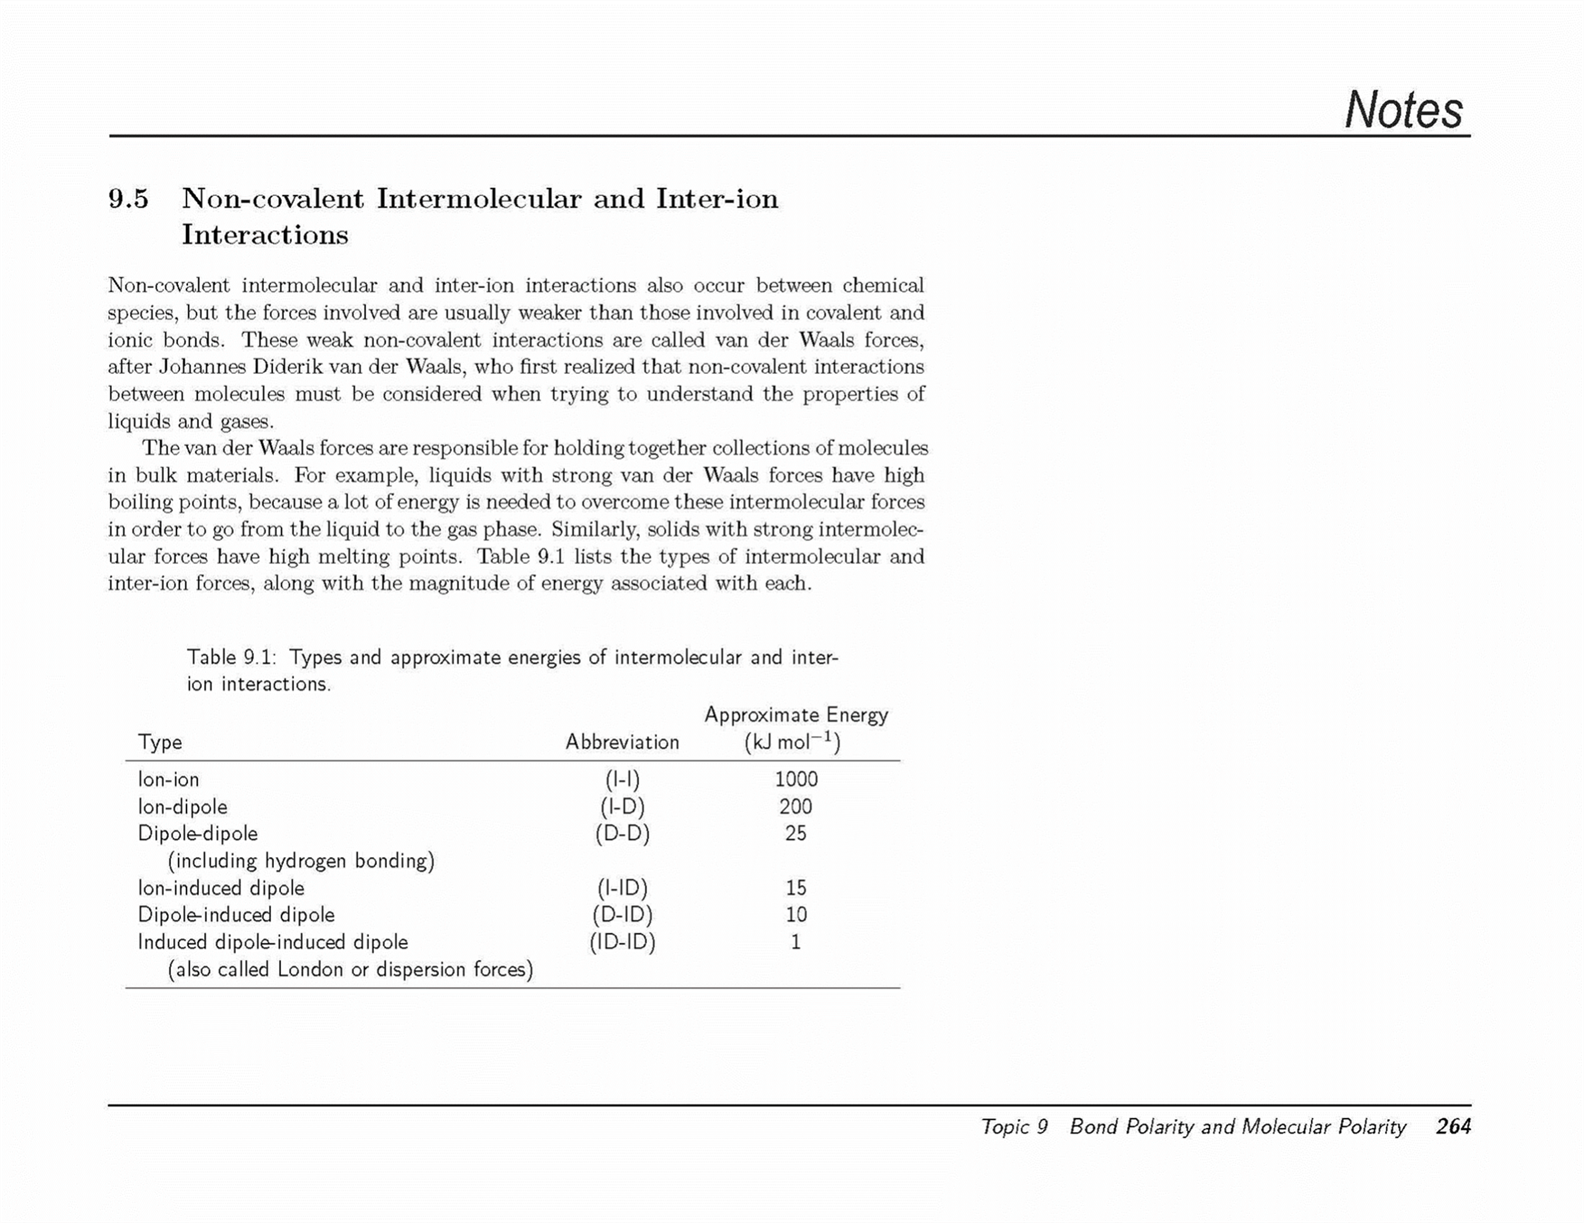 Notes
9.5 Non-covalent Intermolecular and Inter-ion
Interactions
Non-covalent intermolecular and inter-ion interactions also occur between chemical
species, but the forces involved are usually weaker than those involved in covalent and
ionic bonds. These weak non-covalent interactions are called van der Waals forces,
after Johannes Diderik van der Waals, who first realized that non-covalent interactions
between molecules must be considered when trying to understand the properties of
liquids and gases.
The van der Waals forces are responsible for holding together collections of molecules
in bulk materials. For example, liquids with strong van der Waals forces have high
boiling points, because a lot of energy is needed to overcome these intermolecular forces
in order to go from the liquid to the gas phase. Similarly, solids with strong intermolec-
ular forces have high melting points. Table 9.1 lists the types of intermolecular and
inter-ion forces, along with the magnitude of energy associated with each.
Table 9.1: Types and approximate energies of intermolecular and inter-
ion interactions.
Approximate Energy
Type Abbreviation (kJ mol⁻¹)
Ion-ion (I-I) 1000
Ion-dipole (I-D) 200
Dipole-dipole (D-D) 25
(including hydrogen bonding)
Ion-induced dipole (I-ID) 15
Dipole-induced dipole (D-ID) 10
Induced dipole-induced dipole (ID-ID) 1
(also called London or dispersion forces)
Topic 9 Bond Polarity and Molecular Polarity 264